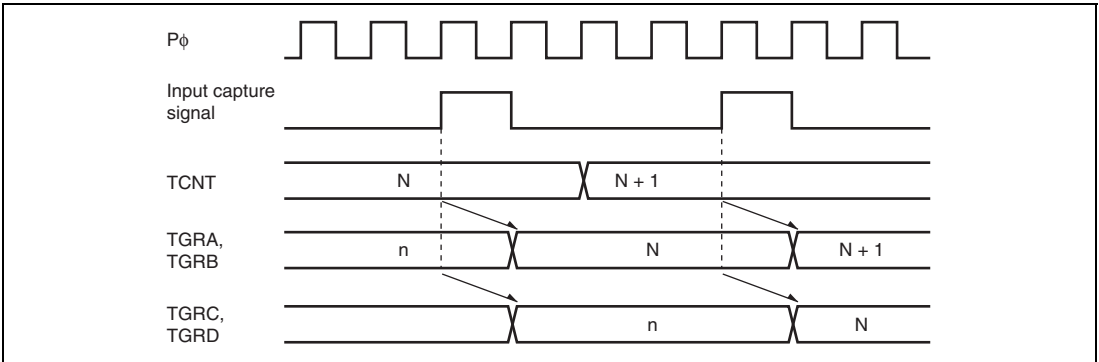 Pϕ
Input capture
signal
TCNT
N
N + 1
TGRA,
TGRB
n
N
N + 1
TGRC,
TGRD
n
N